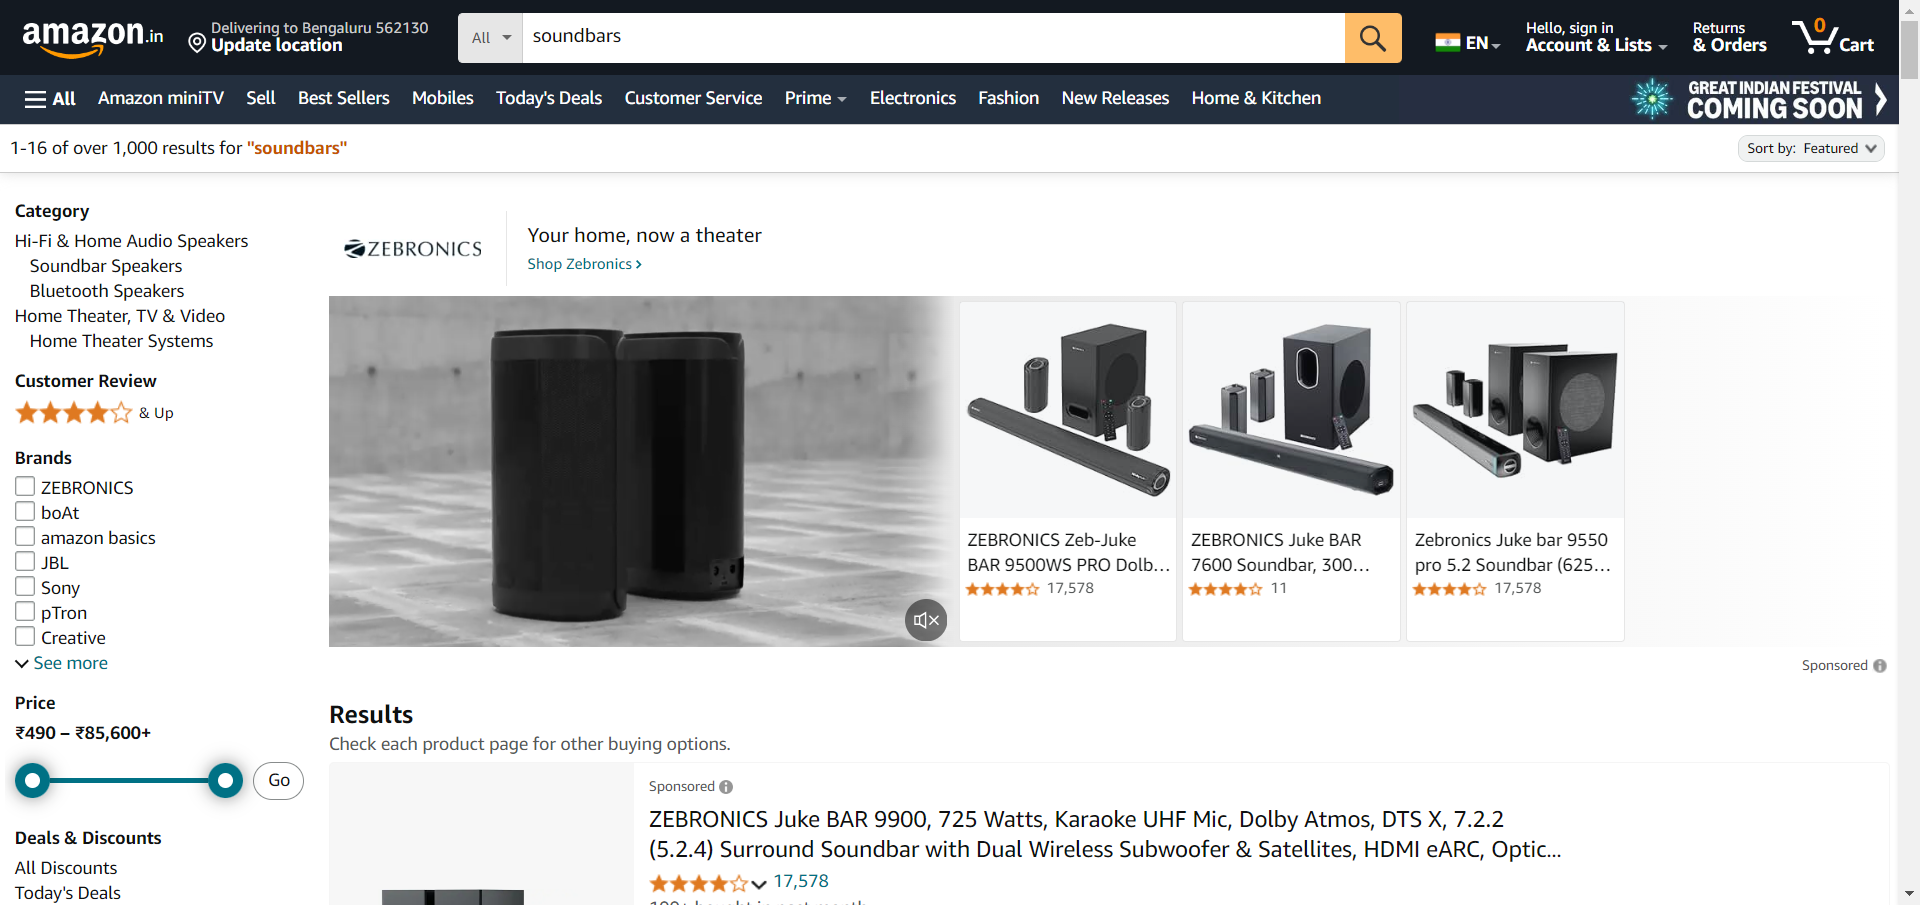 amazon.in
Delivering to Bengaluru 562130
Update location
All
soundbars
EN
Hello, sign in
Account & Lists
Returns
& Orders
0
Cart
All
Amazon miniTV
Sell
Best Sellers
Mobiles
Today's Deals
Customer Service
Prime
Electronics
Fashion
New Releases
Home & Kitchen
GREAT INDIAN FESTIVAL
COMING SOON
1-16 of over 1,000 results for "soundbars"
Sort by: Featured
Category
Hi-Fi & Home Audio Speakers
Soundbar Speakers
Bluetooth Speakers
Home Theater, TV & Video
Home Theater Systems
Customer Review
& Up
Brands
ZEBRONICS
boAt
amazon basics
JBL
Sony
pTron
Creative
See more
Price
₹490 – ₹85,600+
Go
Deals & Discounts
All Discounts
Today's Deals
ZEBRONICS
Your home, now a theater
Shop Zebronics
ZEBRONICS Zeb-Juke
BAR 9500WS PRO Dolb...
17,578
ZEBRONICS Juke BAR
7600 Soundbar, 300...
11
Zebronics Juke bar 9550
pro 5.2 Soundbar (625...
17,578
Sponsored
Results
Check each product page for other buying options.
Sponsored
ZEBRONICS Juke BAR 9900, 725 Watts, Karaoke UHF Mic, Dolby Atmos, DTS X, 7.2.2
(5.2.4) Surround Soundbar with Dual Wireless Subwoofer & Satellites, HDMI eARC, Optic...
17,578